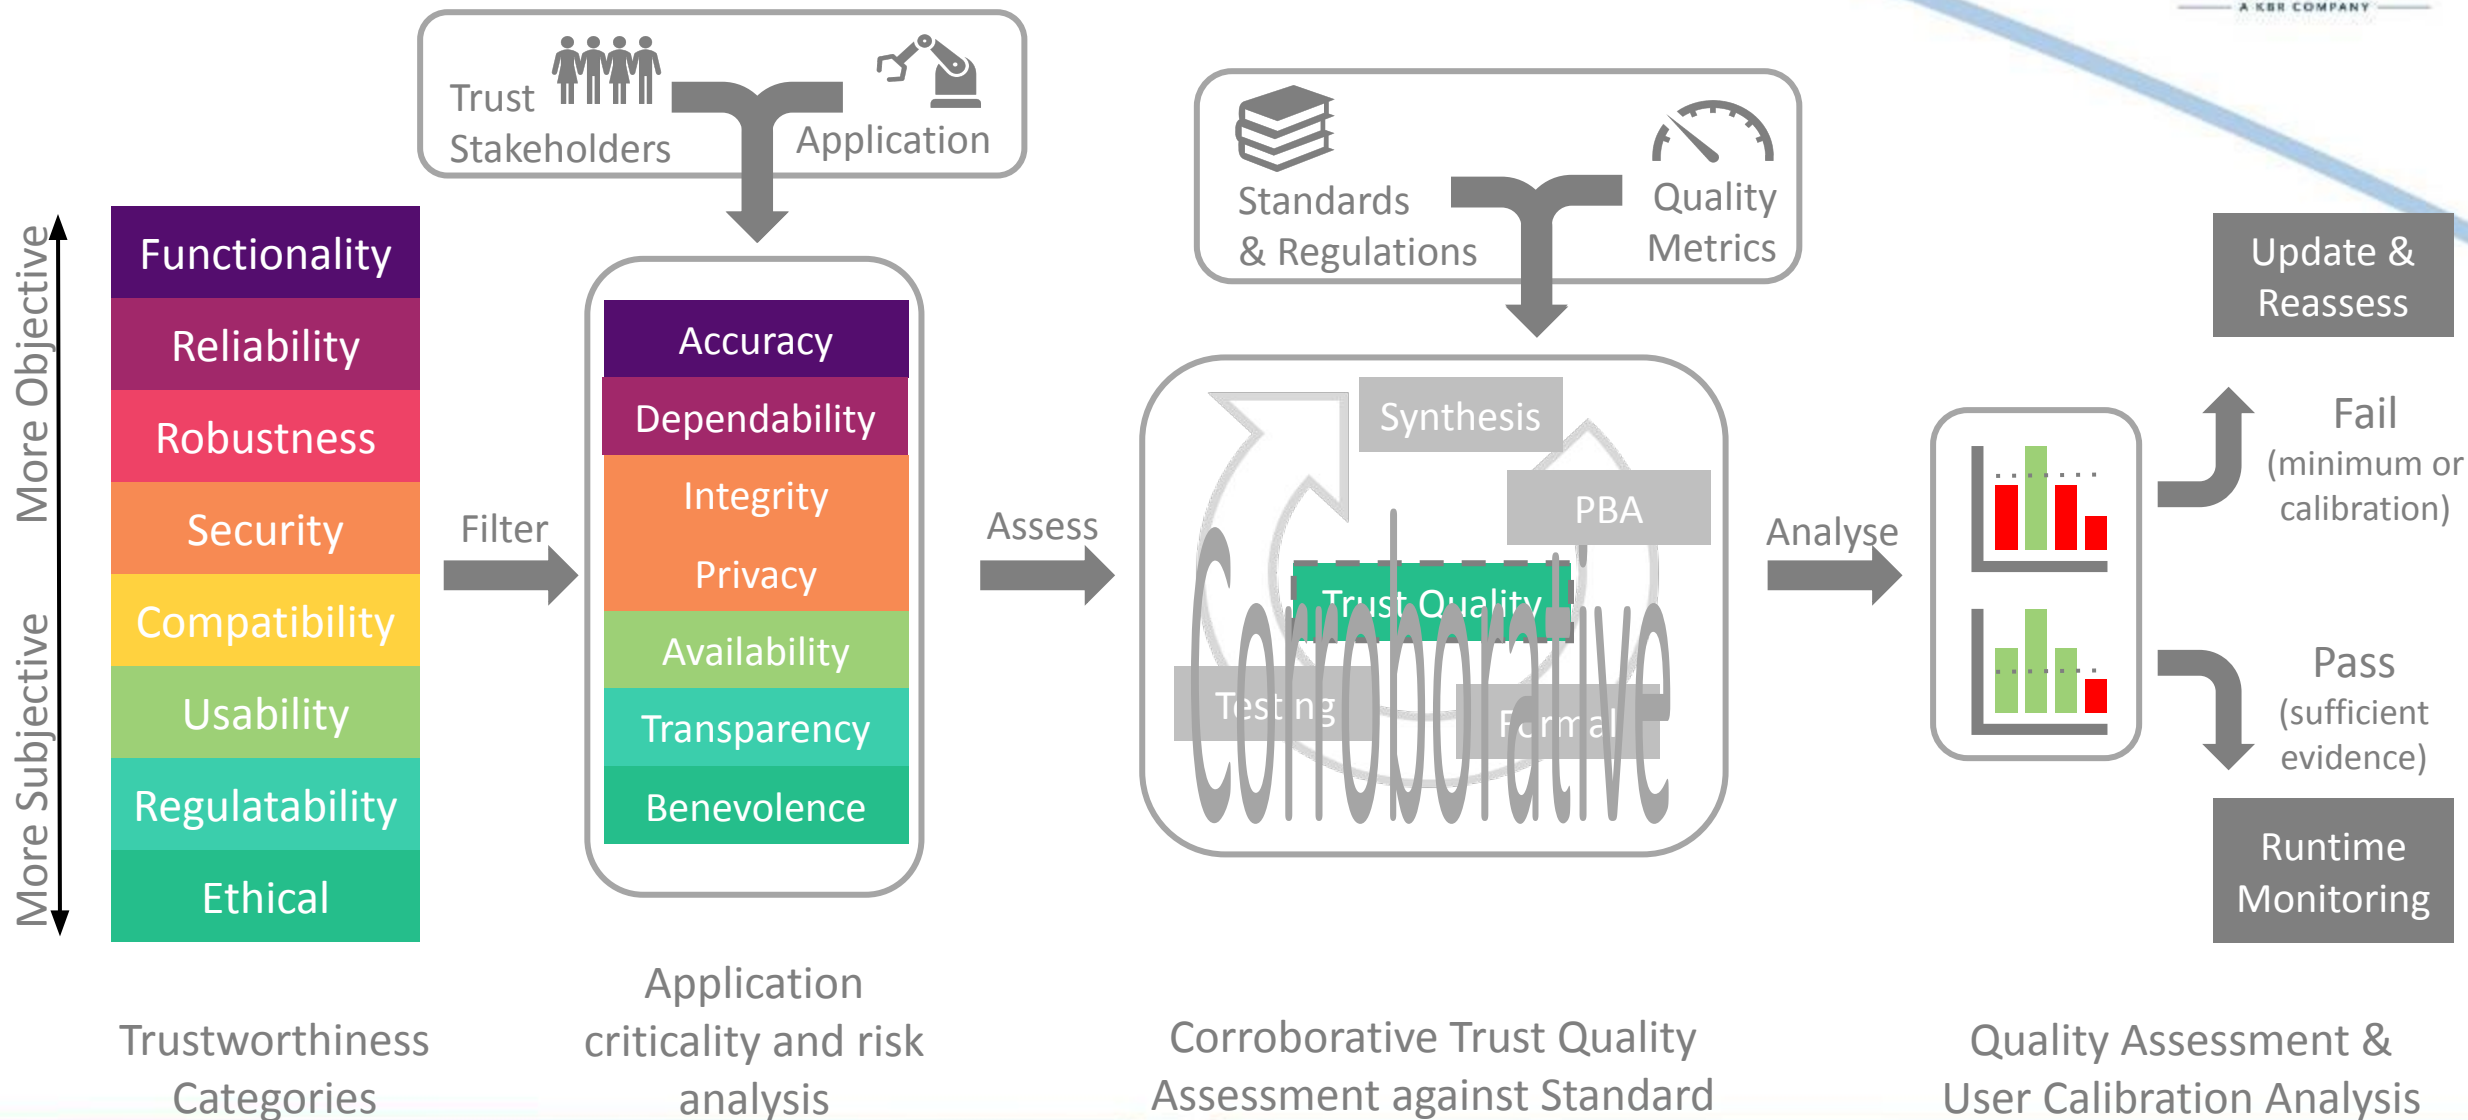 A KBR COMPANY
Trust
Stakeholders
Application
Standards
& Regulations
Quality
Metrics
More Objective
More Subjective
Functionality
Reliability
Robustness
Security
Compatibility
Usability
Regulatability
Ethical
Filter
Accuracy
Dependability
Integrity
Privacy
Availability
Transparency
Benevolence
Assess
Synthesis
PBA
Trust Quality
Corroborative
Testing
Formal
Analyse
Update &
Reassess
Fail
(minimum or
calibration)
Pass
(sufficient
evidence)
Runtime
Monitoring
Trustworthiness
Categories
Application
criticality and risk
analysis
Corroborative Trust Quality
Assessment against Standard
Quality Assessment &
User Calibration Analysis